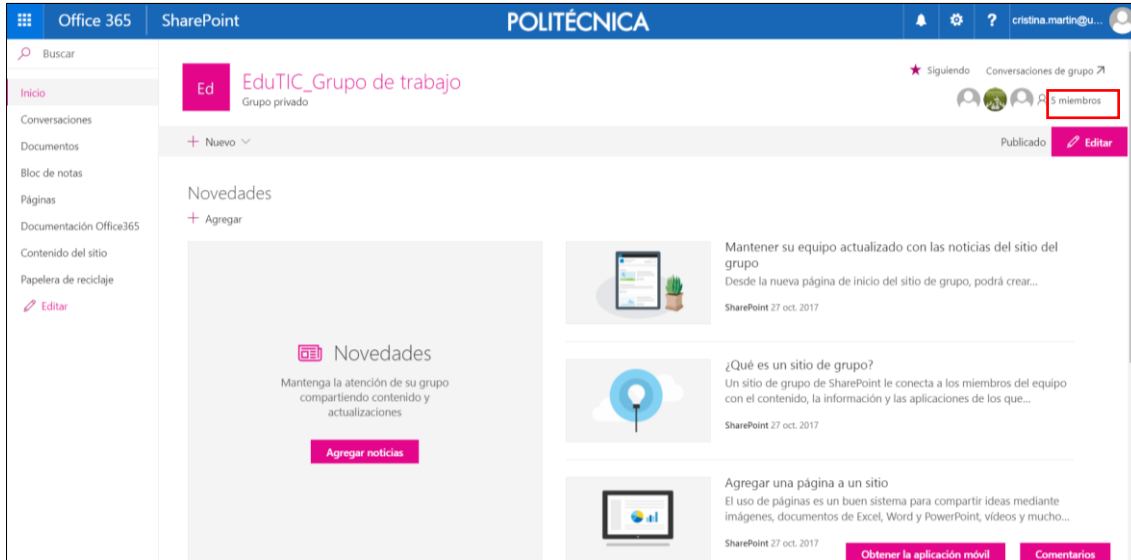 Office 365
SharePoint
POLITÉCNICA
?
cristina.martin@u...
Buscar
Inicio
Conversaciones
Documentos
Bloc de notas
Páginas
Documentación Office365
Contenido del sitio
Papelera de reciclaje
Editar
Ed
EduTIC_Grupo de trabajo
Grupo privado
Siguiendo
Conversaciones de grupo
5 miembros
+ Nuevo
Publicado
Editar
Novedades
+ Agregar
Novedades
Mantenga la atención de su grupo
compartiendo contenido y
actualizaciones
Agregar noticias
Mantener su equipo actualizado con las noticias del sitio del
grupo
Desde la nueva página de inicio del sitio de grupo, podrá crear...
SharePoint 27 oct. 2017
¿Qué es un sitio de grupo?
Un sitio de grupo de SharePoint le conecta a los miembros del equipo
con el contenido, la información y las aplicaciones de los que...
SharePoint 27 oct. 2017
Agregar una página a un sitio
El uso de páginas es un buen sistema para compartir ideas mediante
imágenes, documentos de Excel, Word y PowerPoint, vídeos y mucho...
SharePoint 27 oct. 2017
Obtener la aplicación móvil
Comentarios